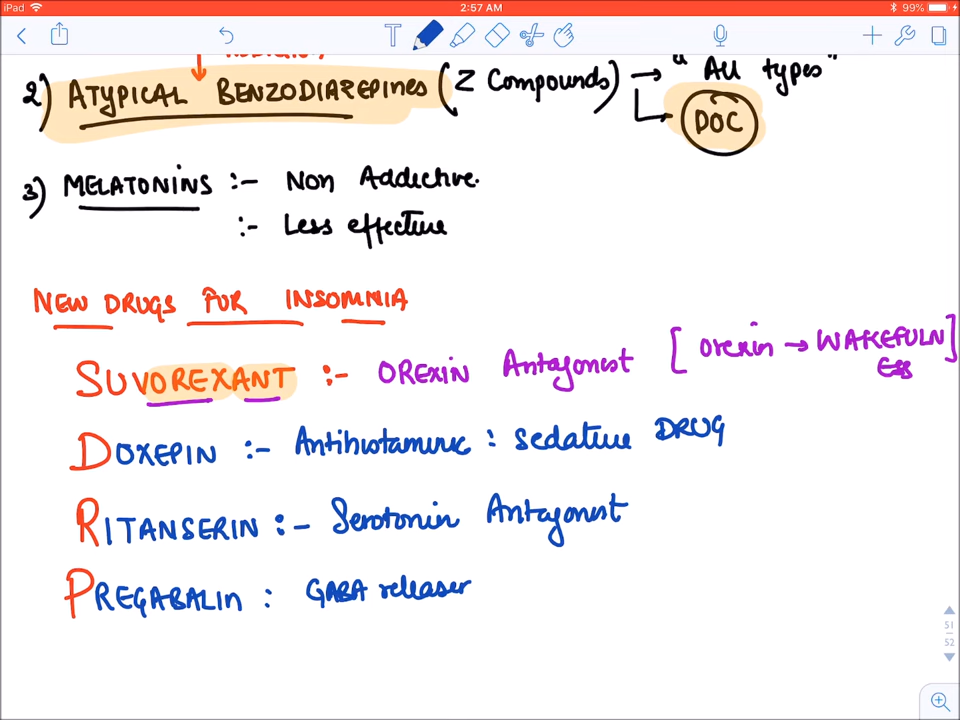 iPad 2:57 AM 99%
T
"All types"
2) ATYPICAL BENZODIAZEPINES (Z Compounds) →
DOC
3) MELATONINS :- Non Addictive.
:- Less effective
NEW DRUGS FOR INSOMNIA
SUVOREXANT :- OREXIN Antagonist [Orexin → WAKEFULN
Ess]
DOXEPIN :- Antihistaminic : sedative DRUG
RITANSERIN :- Serotonin Antagonist
PREGABALIN : GABA releaser
51
52